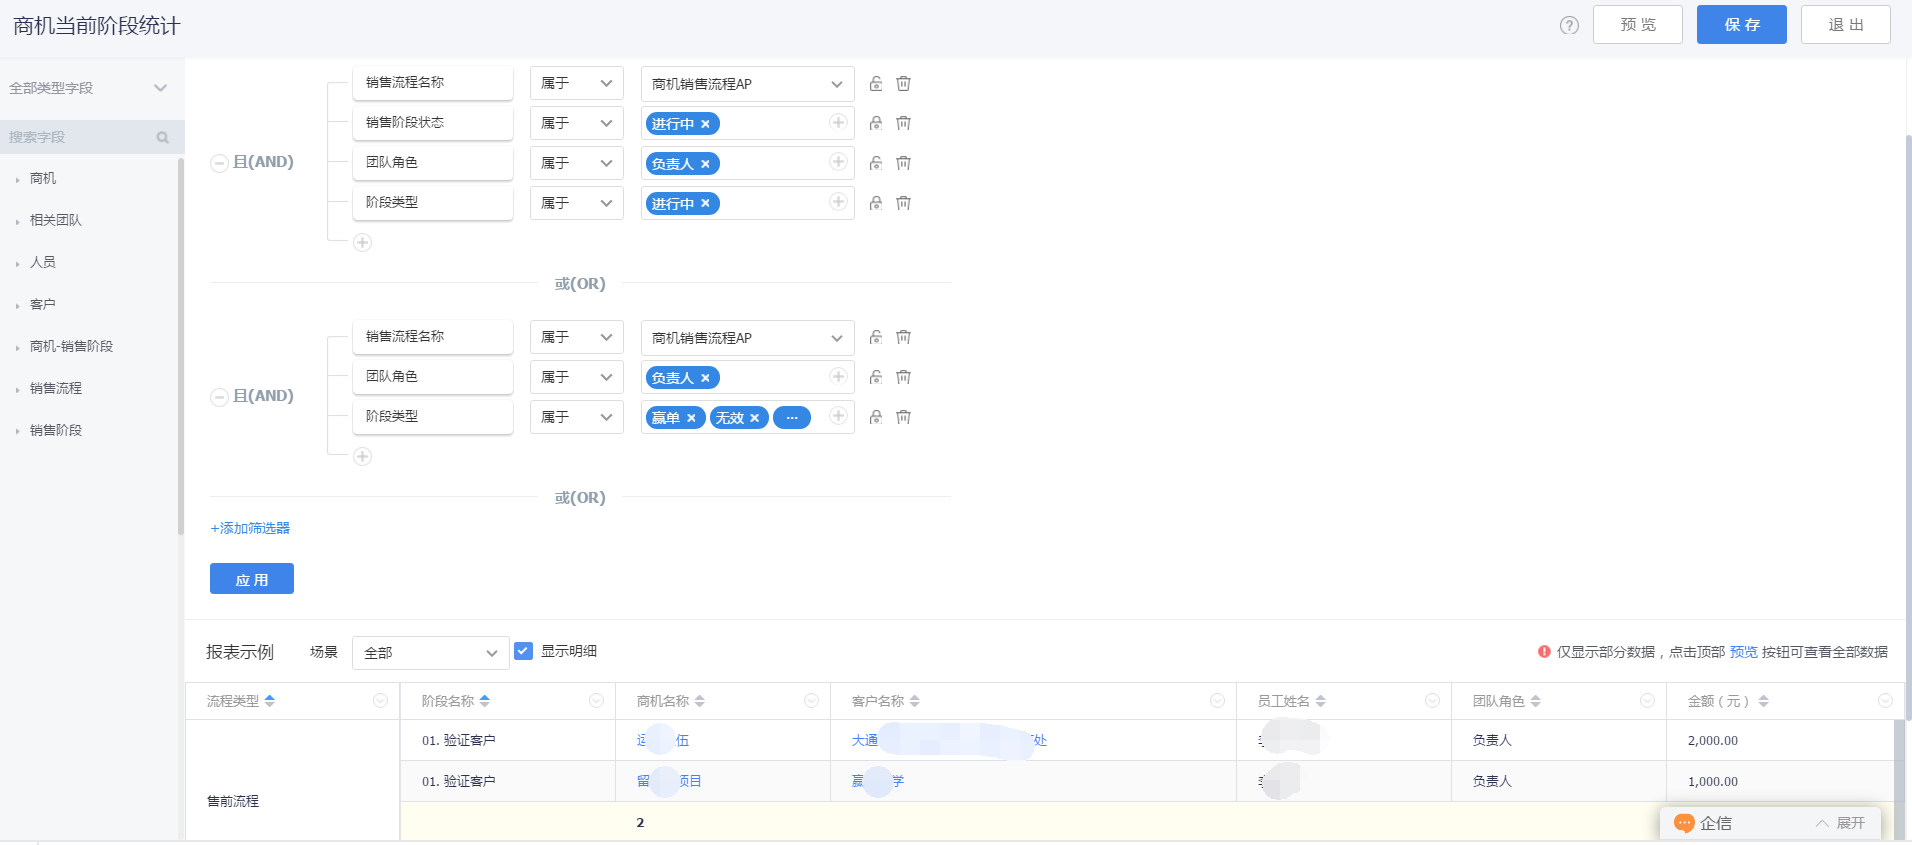 商机当前阶段统计
预 览
保 存
退 出
全部类型字段
搜索字段
商机
相关团队
人员
客户
商机-销售阶段
销售流程
销售阶段
且(AND)
销售流程名称 属于 商机销售流程AP
销售阶段状态 属于 进行中 ×
团队角色 属于 负责人 ×
阶段类型 属于 进行中 ×
或(OR)
且(AND)
销售流程名称 属于 商机销售流程AP
团队角色 属于 负责人 ×
阶段类型 属于 赢单 × 无效 × ···
或(OR)
+添加筛选器
应 用
报表示例 场景 全部 显示明细
仅显示部分数据，点击顶部 预览 按钮可查看全部数据
流程类型 阶段名称 商机名称 客户名称 员工姓名 团队角色 金额（元）
售前流程
01. 验证客户 伍 大通 处 负责人 2,000.00
01. 验证客户 留 项目 赢 学 负责人 1,000.00
2
企信 展开